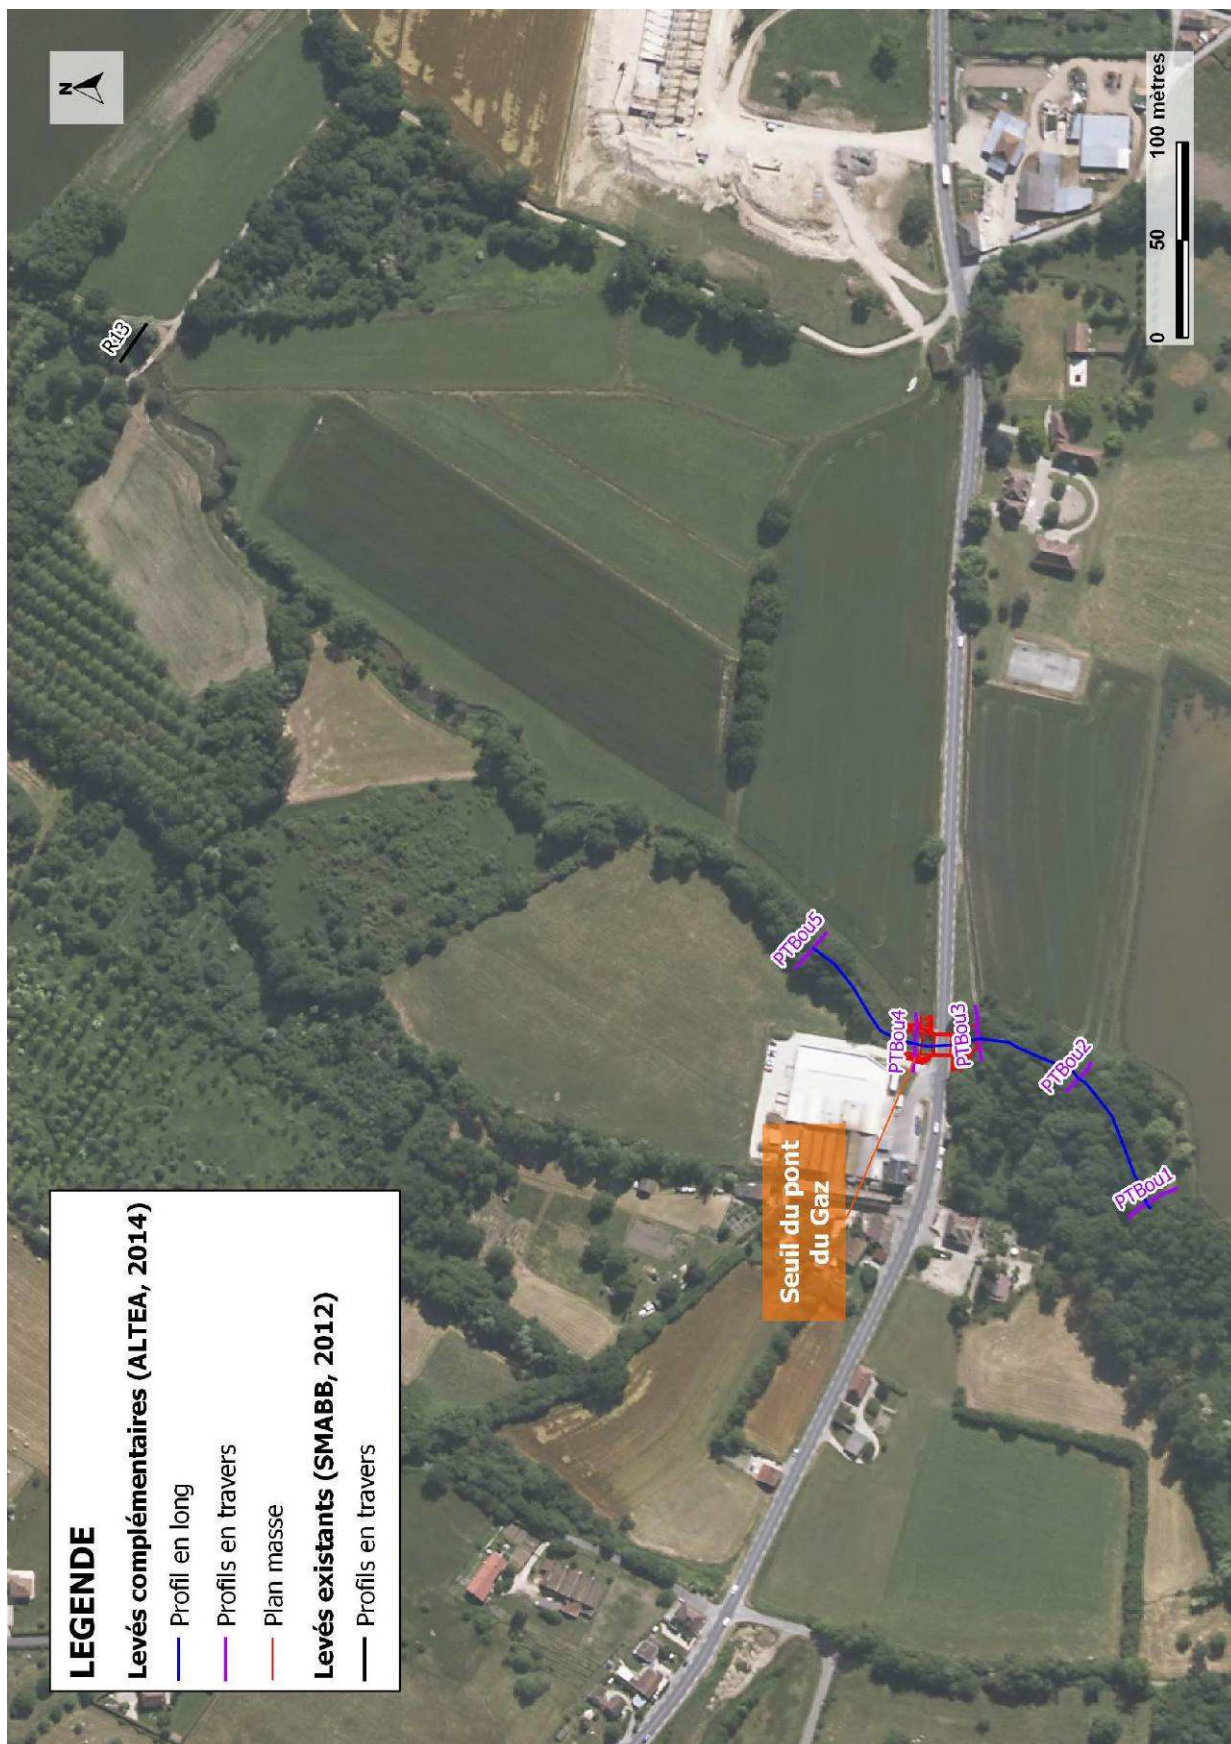 LEGENDE
Levés complémentaires (ALTEA, 2014)
Profil en long
Profils en travers
Plan masse
Levés existants (SMABB, 2012)
Profils en travers
N
R13
Seuil du pont
du Gaz
PTBou5
PTBou4
PTBou3
PTBou2
PTBou1
0 50 100 mètres